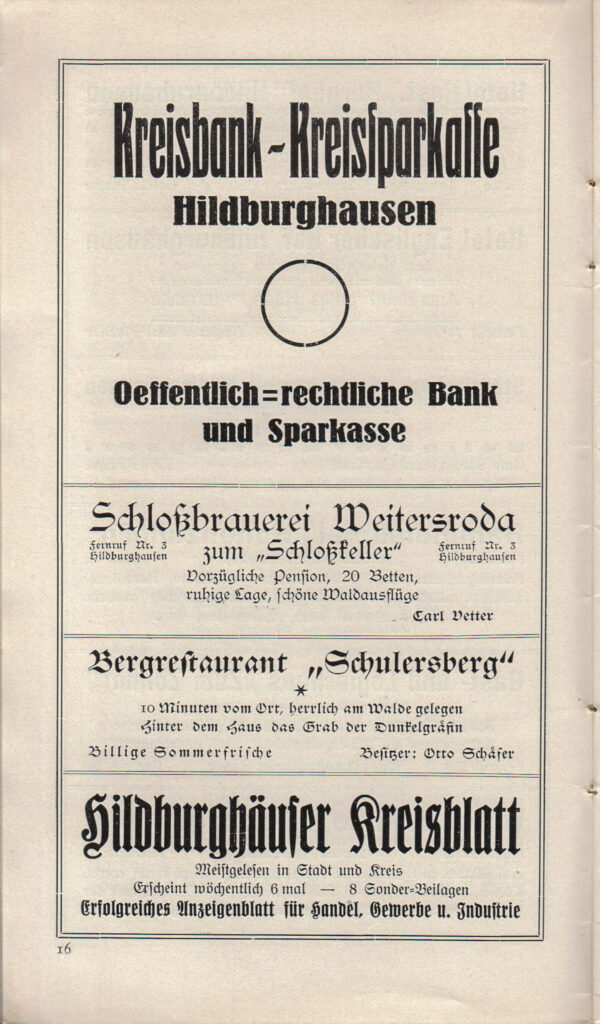 Kreisbank - Kreissparkasse
Hildburghausen
Oeffentlich=rechtliche Bank
und Sparkasse
Schloßbrauerei Weitersroda
Fernruf Nr. 3
Hildburghausen
zum „Schloßkeller“
Fernruf Nr. 3
Hildburghausen
Vorzügliche Pension, 20 Betten,
ruhige Lage, schöne Waldausflüge
Carl Vetter
Bergrestaurant „Schulersberg“
*
10 Minuten vom Ort, herrlich am Walde gelegen
Hinter dem Haus das Grab der Dunkelgräfin
Billige Sommerfrische
Besitzer: Otto Schäfer
Hildburghäuser Kreisblatt
Meistgelesen in Stadt und Kreis
Erscheint wöchentlich 6 mal — 8 Sonder-Beilagen
Erfolgreiches Anzeigenblatt für Handel, Gewerbe u. Industrie
16